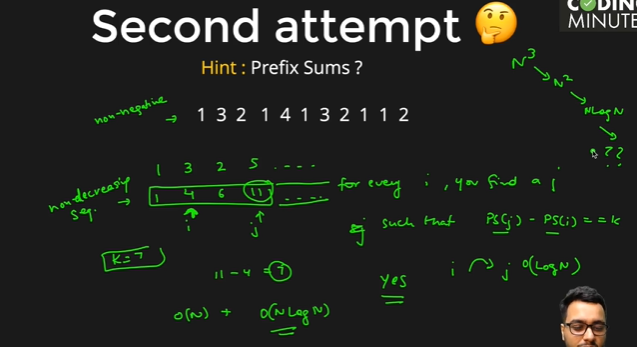 CODING
MINUTE
Second attempt 🤔
Hint : Prefix Sums ?
N³
N²
NlogN
??
non-negative → 1 3 2 1 4 1 3 2 1 1 2
1 3 2 5 ....
non-decreasing seq. → 1 4 6 11 ....
for every i, you find a j
i j
such that PS(j) - PS(i) == k
K=7
11 - 4 = 7
yes
i j O(LogN)
O(N) + O(NLogN)